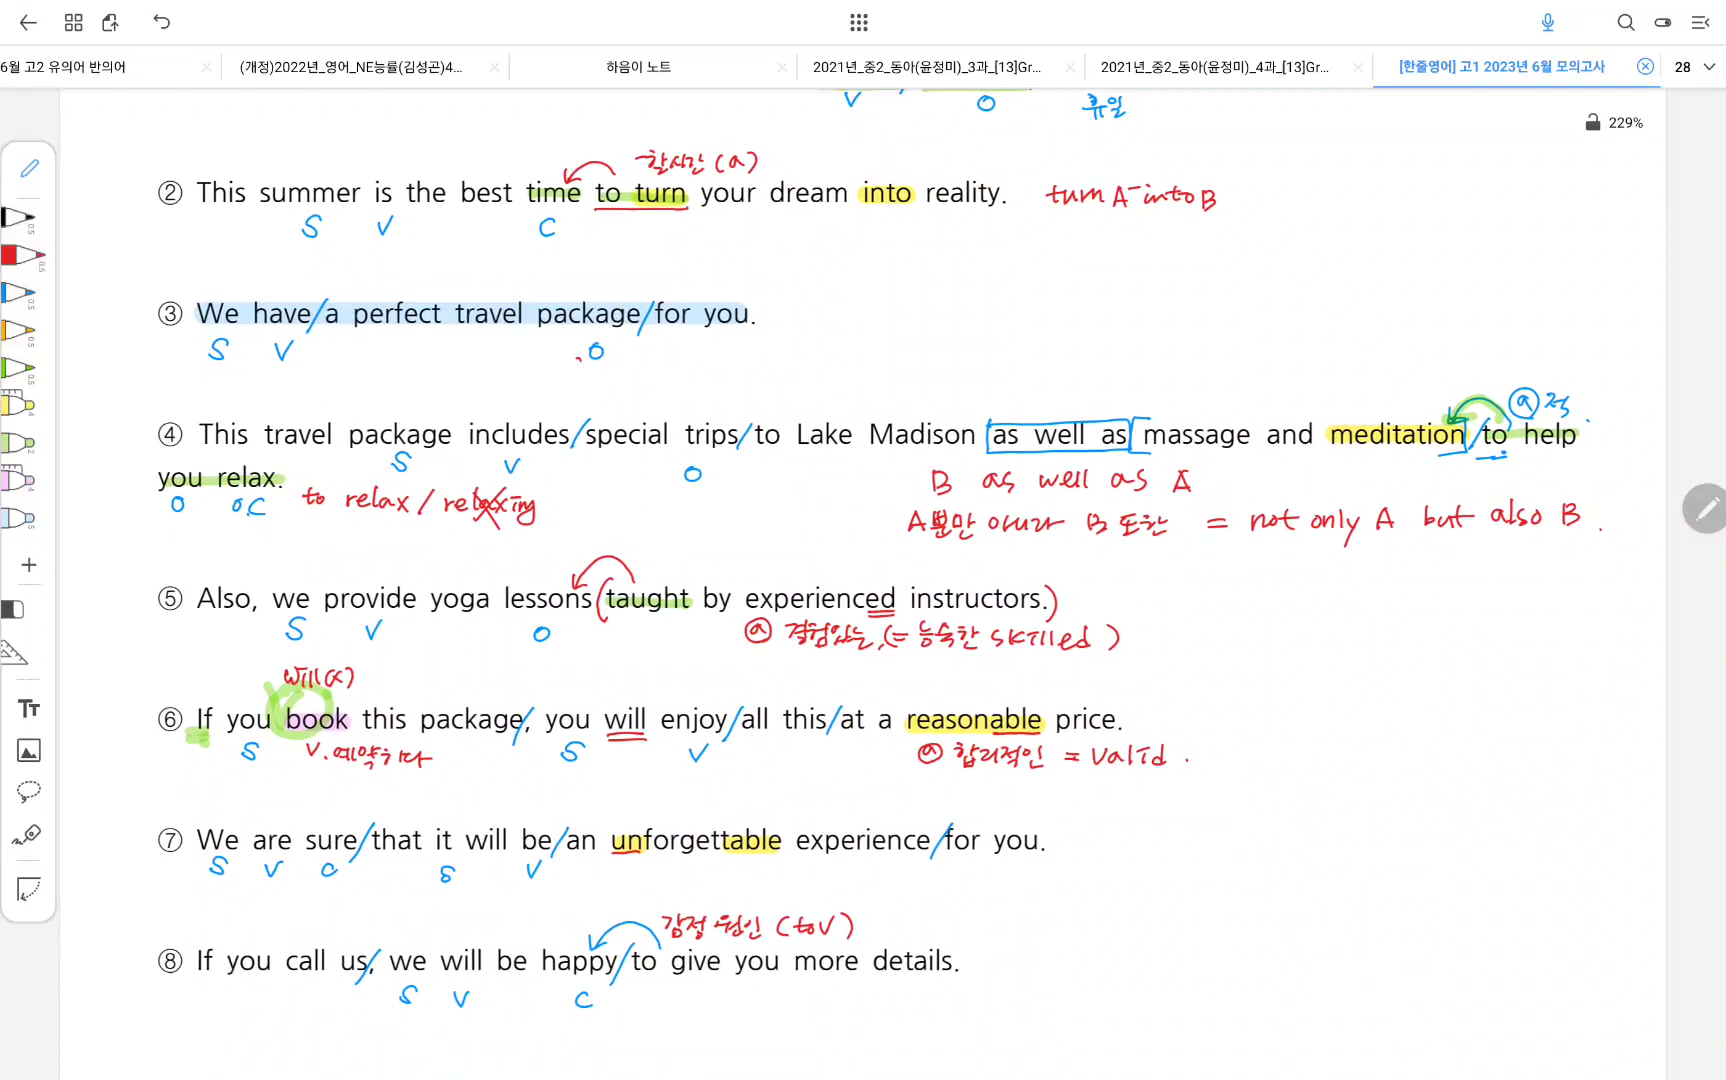 6월 고2 유의어 반의어
(개정)2022년_영어_NE능률(김성곤)4...
하음이 노트
2021년_중2_동아(윤정미)_3과_[13]Gr...
2021년_중2_동아(윤정미)_4과_[13]Gr...
[한줄영어] 고1 2023년 6월 모의고사
28
V O 휴일
229%
~할시간 (a)
② This summer is the best time to turn your dream into reality. turn A into B
S V C
③ We have/a perfect travel package/for you.
S V O
ⓐ 적
④ This travel package includes/special trips/to Lake Madison as well as massage and meditation/to help
S V O B as well as A
you relax.
O O.C to relax / relaxing
A뿐만 아니라 B 또한 = not only A but also B.
⑤ Also, we provide yoga lessons (taught by experienced instructors.)
S V O ⓐ 경험있는 (= 능숙한 skilled)
will(x)
⑥ If you book this package/, you will enjoy/all this/at a reasonable price.
S V.예약하다 S V ⓐ 합리적인 = valid.
⑦ We are sure/that it will be/an unforgettable experience/for you.
S V C S V
감정 원인 (to V)
⑧ If you call us/, we will be happy/to give you more details.
S V C